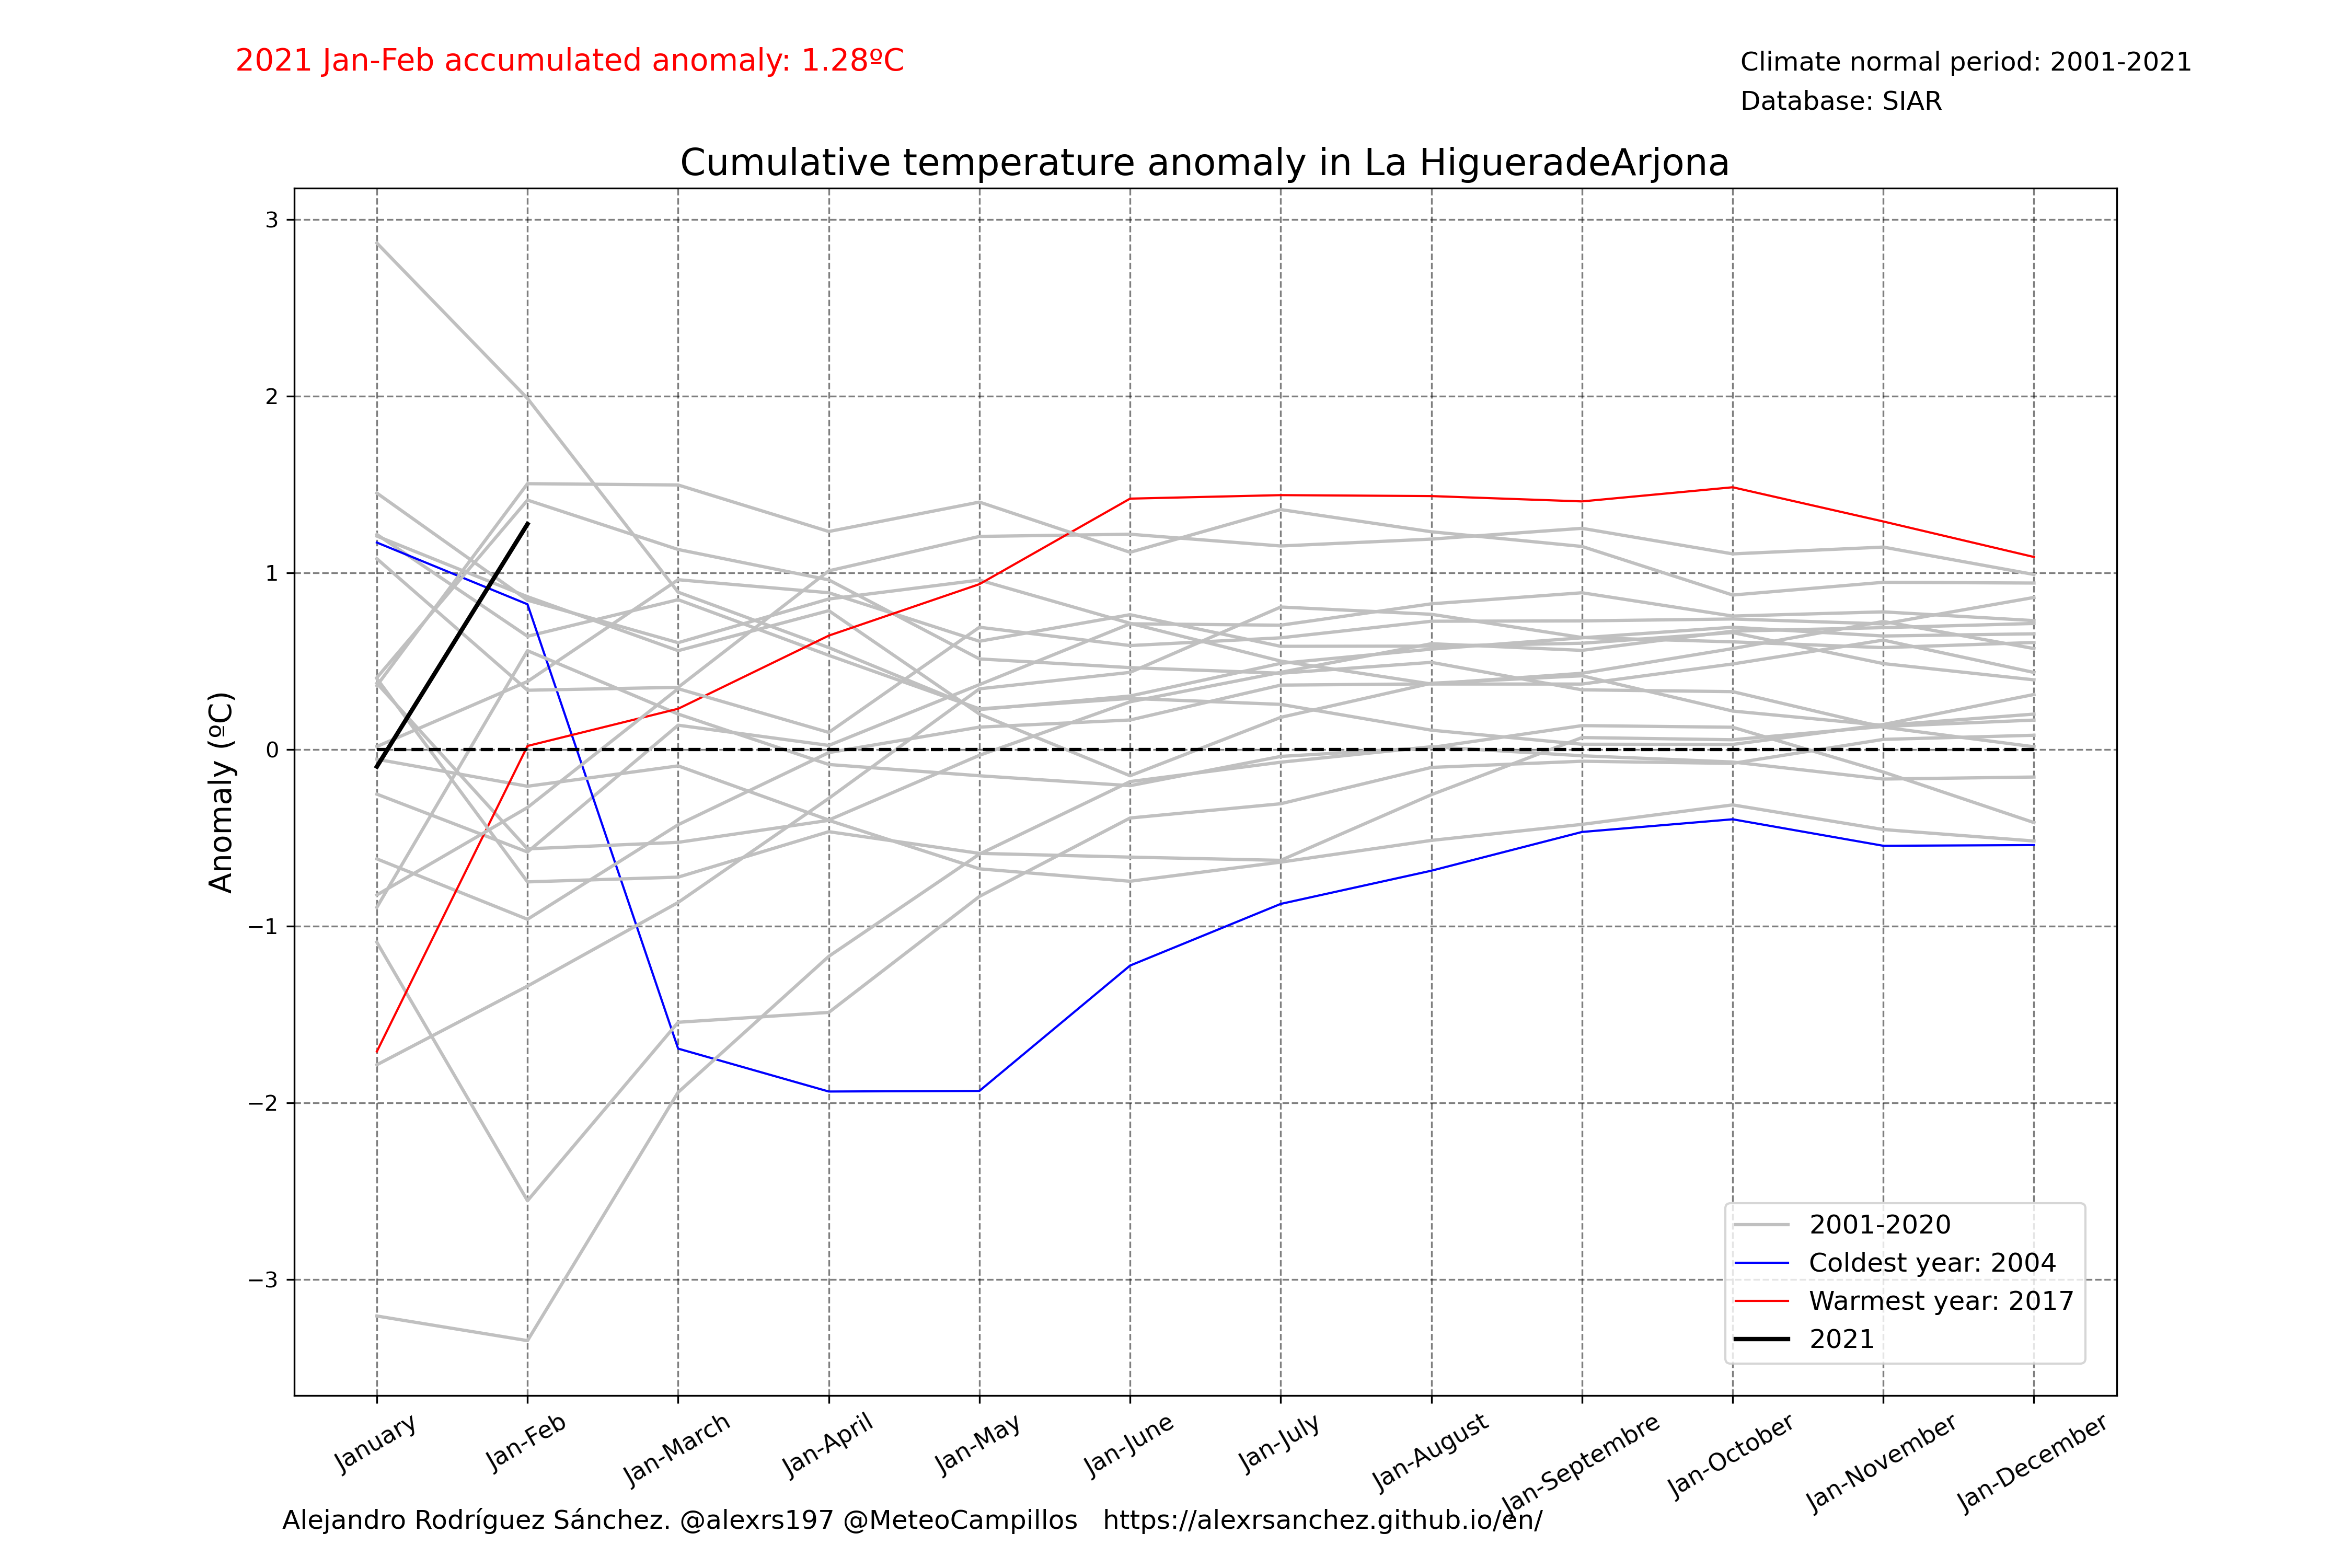 2021 Jan-Feb accumulated anomaly: 1.28ºC
Climate normal period: 2001-2021
Database: SIAR
Cumulative temperature anomaly in La HigueradeArjona
Anomaly (ºC)
3
2
1
0
−1
−2
−3
2001-2020
Coldest year: 2004
Warmest year: 2017
2021
January
Jan-Feb
Jan-March
Jan-April
Jan-May
Jan-June
Jan-July
Jan-August
Jan-Septembre
Jan-October
Jan-November
Jan-December
Alejandro Rodríguez Sánchez. @alexrs197 @MeteoCampillos   https://alexrsanchez.github.io/en/